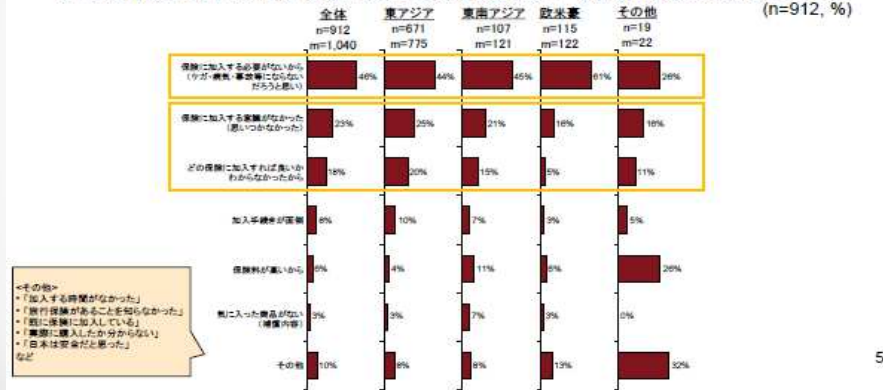 (n=912, %)
全体 東アジア 東南アジア 欧米豪 その他
n=912 n=671 n=107 n=115 n=19
m=1,040 m=775 m=121 m=122 m=22
保険に加入する必要がないから
(ケガ・病気・事故等にならない
だろうと思い)
46% 44% 45% 61% 26%
保険に加入する意識がなかった
(思いつかなかった)
23% 25% 21% 16% 16%
どの保険に加入すれば良いか
わからなかったから
18% 20% 15% 5% 11%
加入手続きが面倒
8% 10% 7% 3% 5%
保険料が高いから
6% 4% 11% 6% 26%
気に入った商品がない
(補償内容)
3% 3% 7% 3% 0%
その他
10% 8% 8% 13% 32%
<その他>
・「加入する時間がなかった」
・「旅行保険があることを知らなかった」
・「既に保険に加入している」
・「実際に購入したか分からない」
・「日本は安全だと思った」
など
5